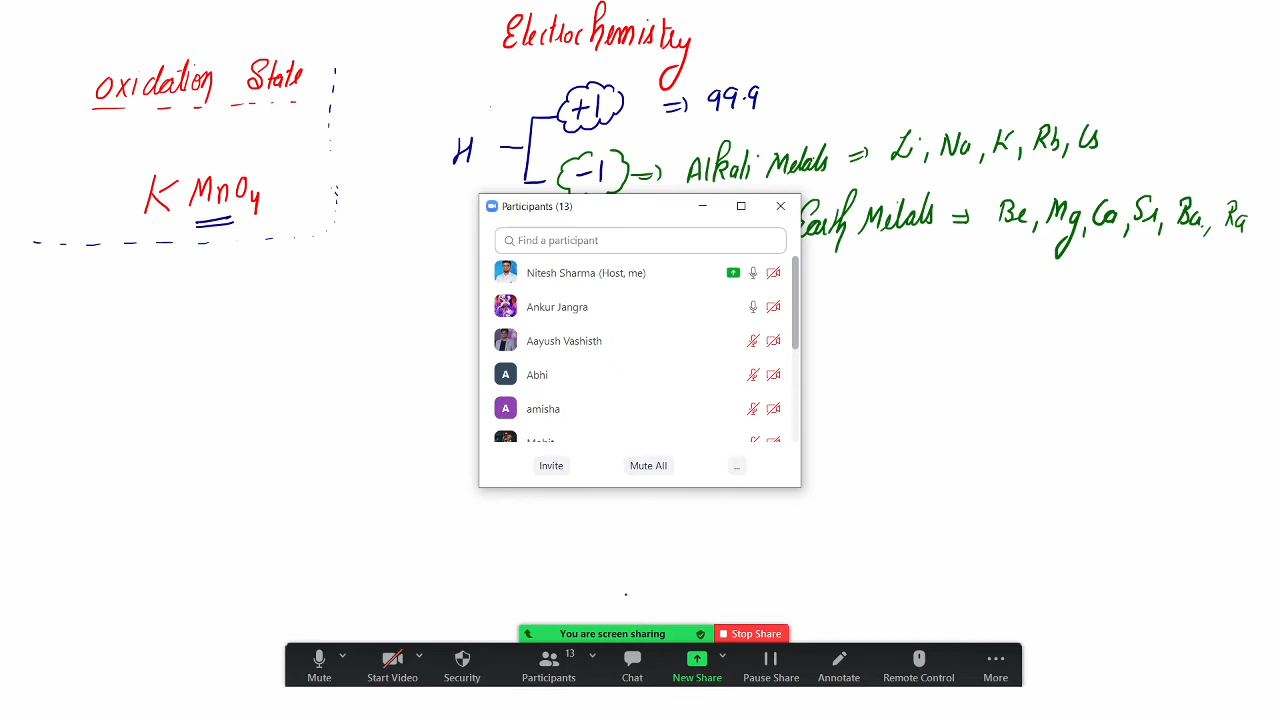 Electrochemistry
Oxidation State
+1 => 99.9
H
-1 => Alkali Metals => Li, Na, K, Rb, Cs
K MnO4
Earth Metals => Be, Mg, Ca, Sr, Ba, Ra
Participants (13)
Find a participant
Nitesh Sharma (Host, me)
Ankur Jangra
Aayush Vashisth
A Abhi
A amisha
Mohit
Invite Mute All ...
You are screen sharing Stop Share
13
Mute Start Video Security Participants Chat New Share Pause Share Annotate Remote Control More